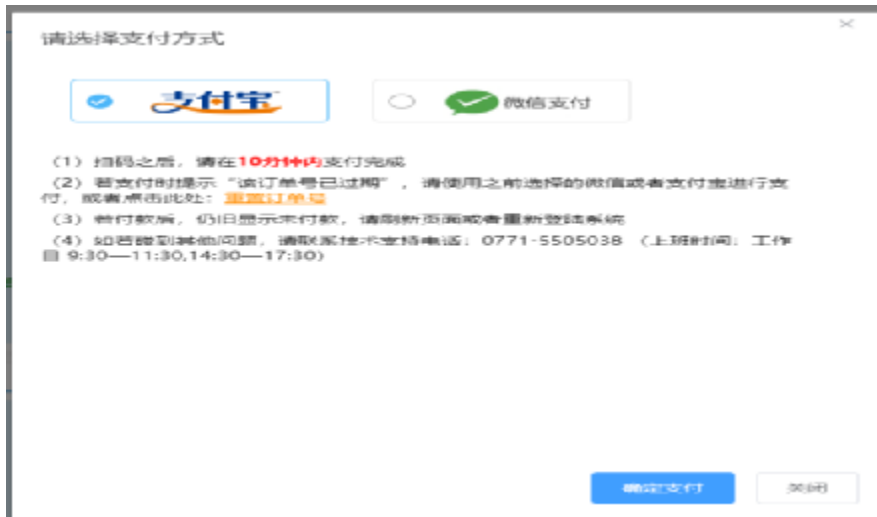 请选择支付方式
支付宝
微信支付
（1）扫码之后，请在10分钟内支付完成
（2）若支付时提示“该订单号已过期”，请使用之前选择的微信或者支付宝进行支
付，或者点击此处：重置订单号
（3）若付款后，仍旧显示未付款，请刷新页面或者重新登陆系统
（4）如若碰到其他问题，请联系技术支持电话：0771-5505038 （上班时间：工作
日 9:30—11:30,14:30—17:30）
确定支付
关闭